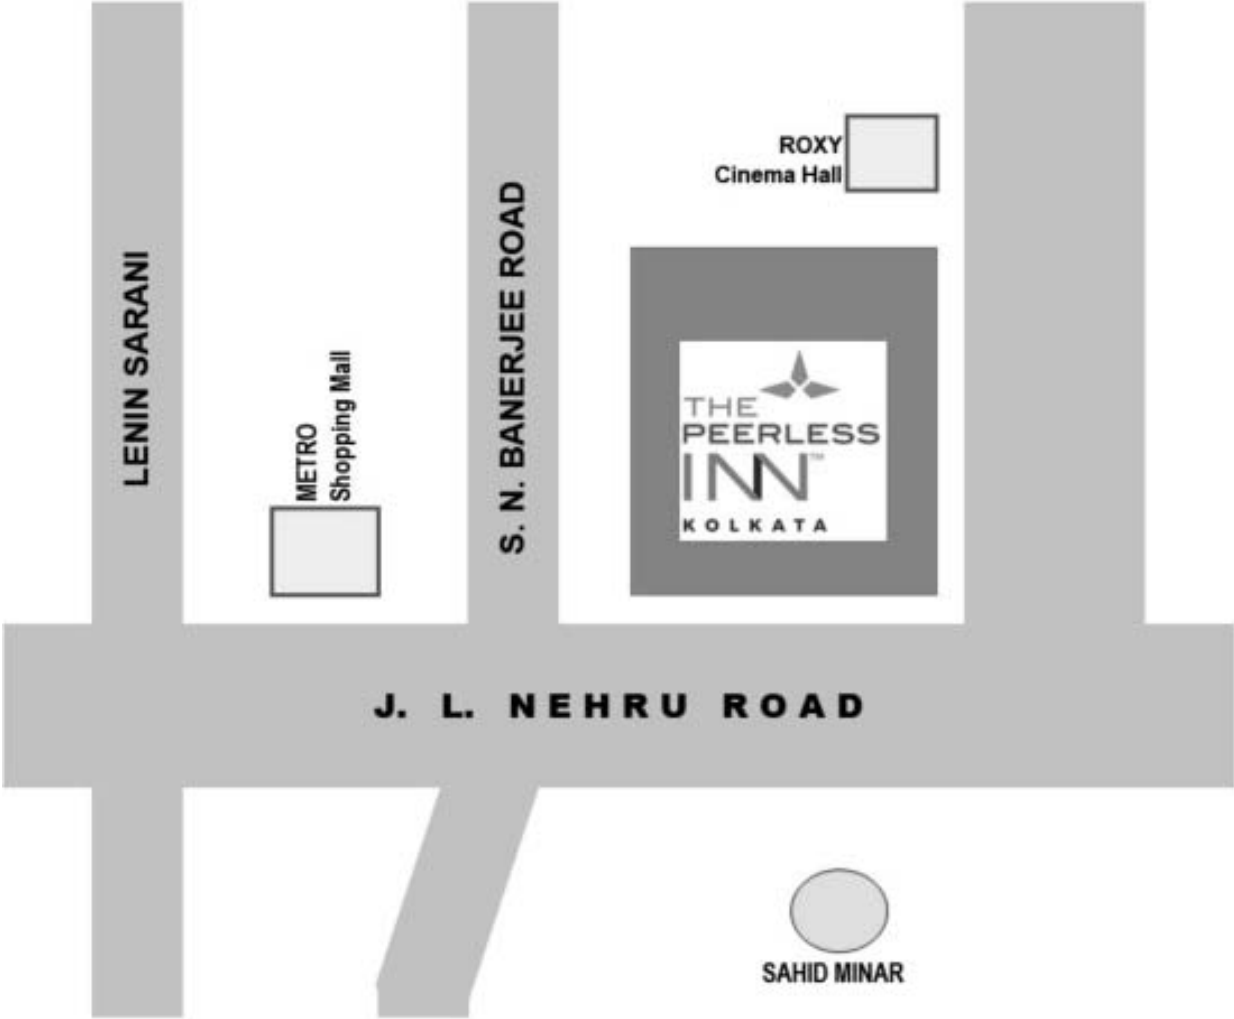 ROXY
Cinema Hall
LENIN SARANI
S. N. BANERJEE ROAD
METRO
Shopping Mall
THE
PEERLESS
INN™
KOLKATA
J. L. NEHRU ROAD
SAHID MINAR